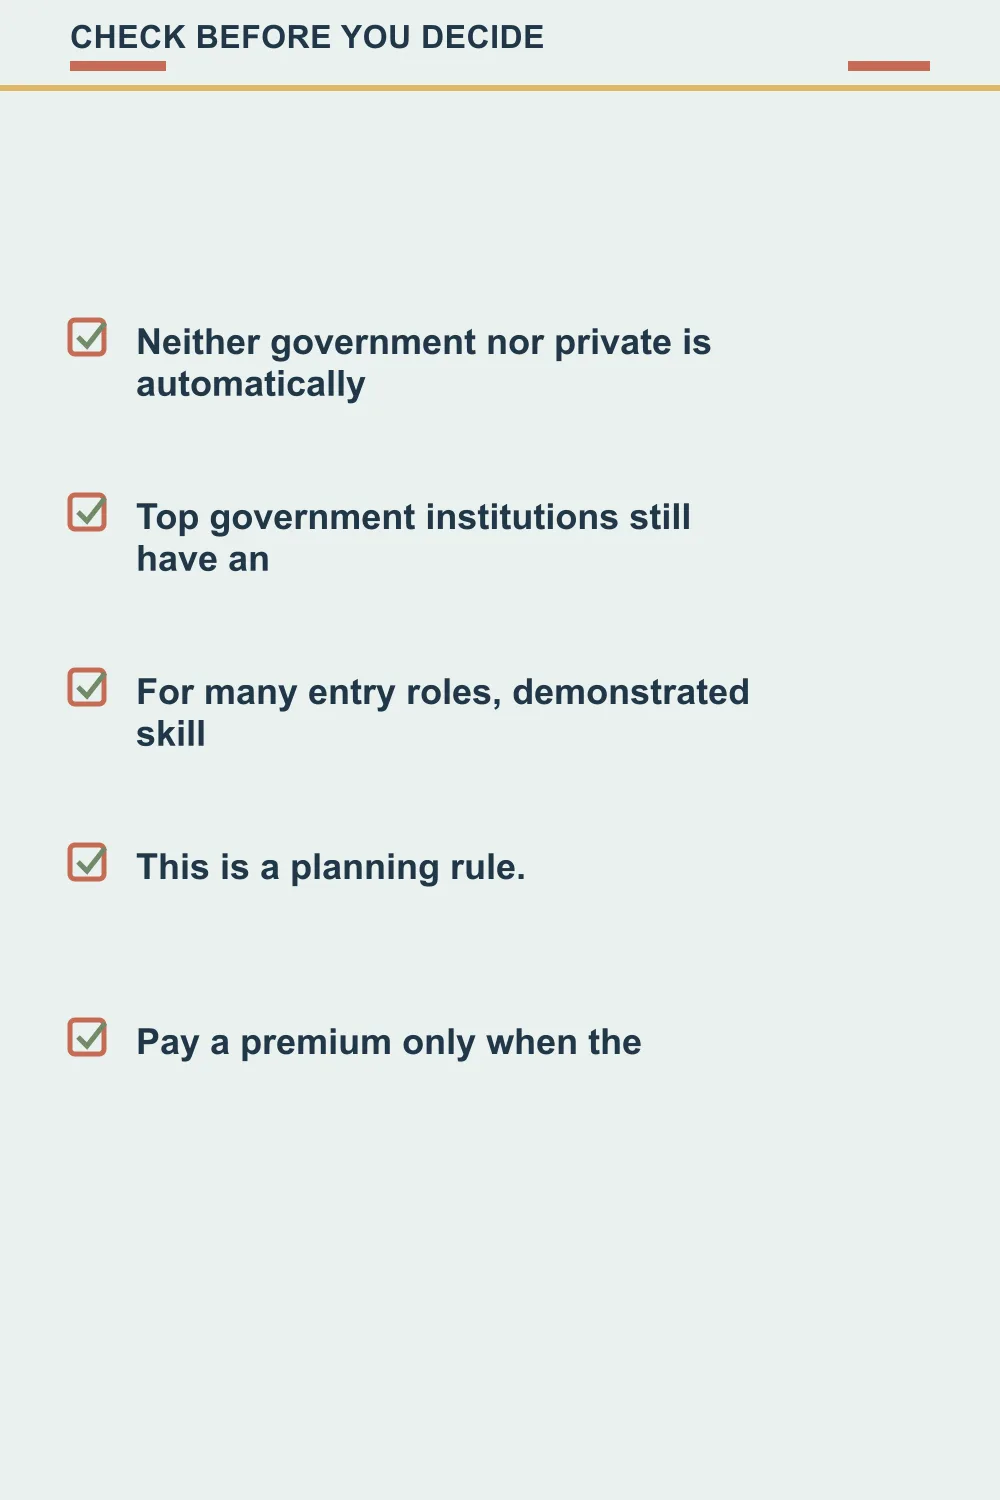 CHECK BEFORE YOU DECIDE
Neither government nor private is
automatically
Top government institutions still
have an
For many entry roles, demonstrated
skill
This is a planning rule.
Pay a premium only when the